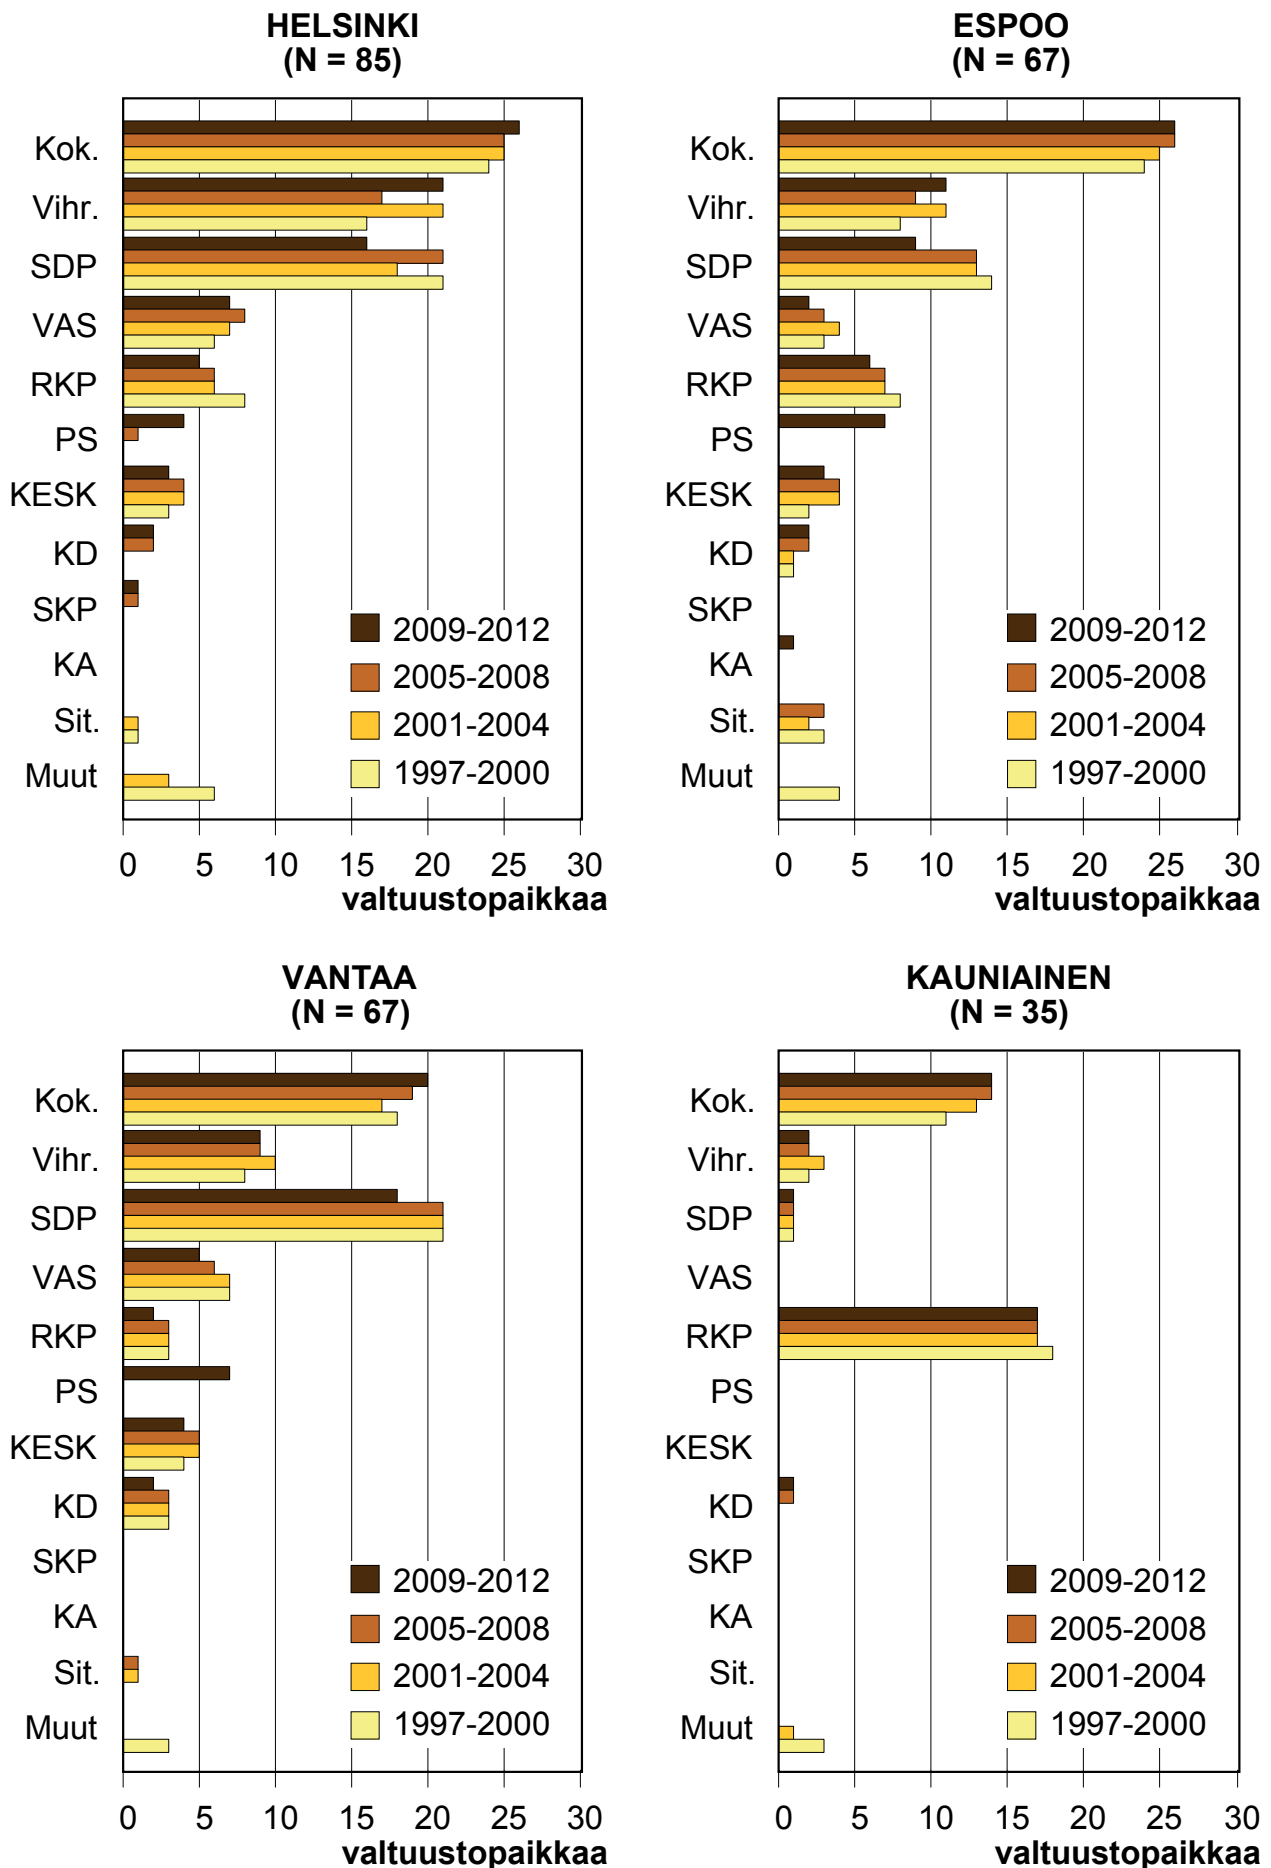 HELSINKI
(N = 85)
Kok.
Vihr.
SDP
VAS
RKP
PS
KESK
KD
SKP
KA
Sit.
Muut
2009-2012
2005-2008
2001-2004
1997-2000
0 5 10 15 20 25 30
valtuustopaikkaa
ESPOO
(N = 67)
Kok.
Vihr.
SDP
VAS
RKP
PS
KESK
KD
SKP
KA
Sit.
Muut
2009-2012
2005-2008
2001-2004
1997-2000
0 5 10 15 20 25 30
valtuustopaikkaa
VANTAA
(N = 67)
Kok.
Vihr.
SDP
VAS
RKP
PS
KESK
KD
SKP
KA
Sit.
Muut
2009-2012
2005-2008
2001-2004
1997-2000
0 5 10 15 20 25 30
valtuustopaikkaa
KAUNIAINEN
(N = 35)
Kok.
Vihr.
SDP
VAS
RKP
PS
KESK
KD
SKP
KA
Sit.
Muut
2009-2012
2005-2008
2001-2004
1997-2000
0 5 10 15 20 25 30
valtuustopaikkaa